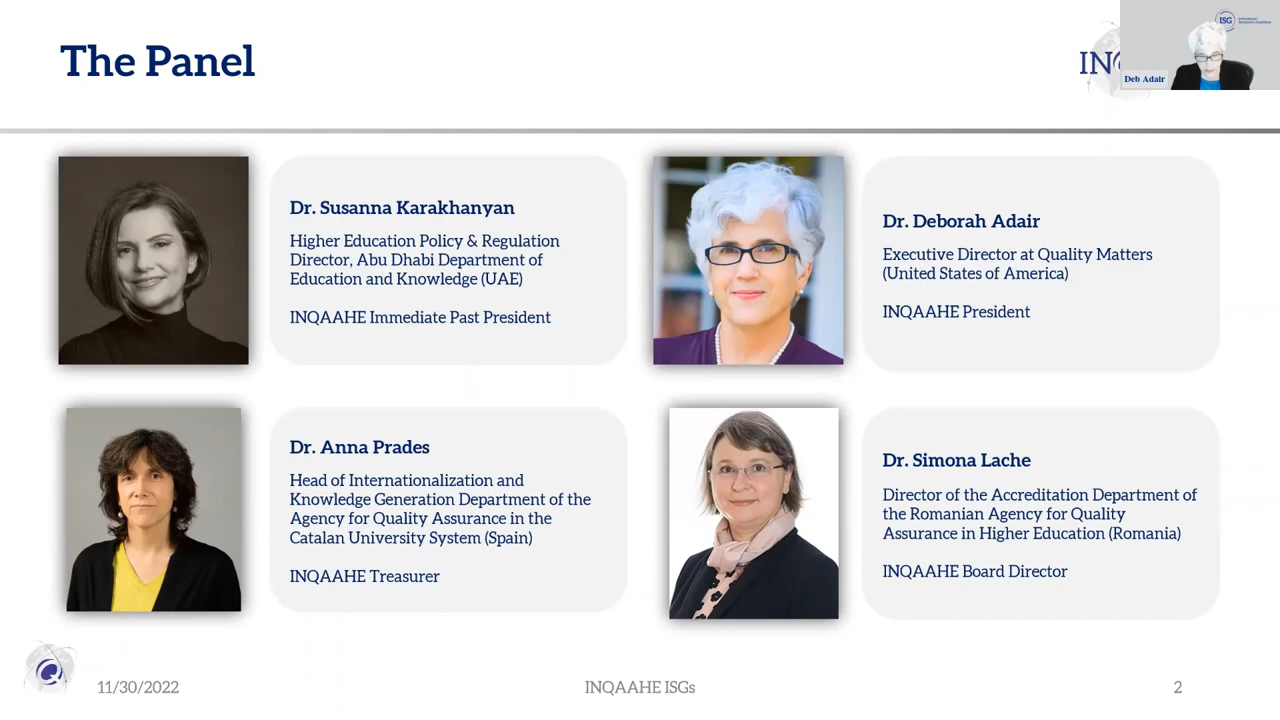 The Panel
IN
ISG
Deb Adair
Dr. Susanna Karakhanyan
Higher Education Policy & Regulation
Director, Abu Dhabi Department of
Education and Knowledge (UAE)
INQAAHE Immediate Past President
Dr. Deborah Adair
Executive Director at Quality Matters
(United States of America)
INQAAHE President
Dr. Anna Prades
Head of Internationalization and
Knowledge Generation Department of the
Agency for Quality Assurance in the
Catalan University System (Spain)
INQAAHE Treasurer
Dr. Simona Lache
Director of the Accreditation Department of
the Romanian Agency for Quality
Assurance in Higher Education (Romania)
INQAAHE Board Director
11/30/2022
INQAAHE ISGs
2